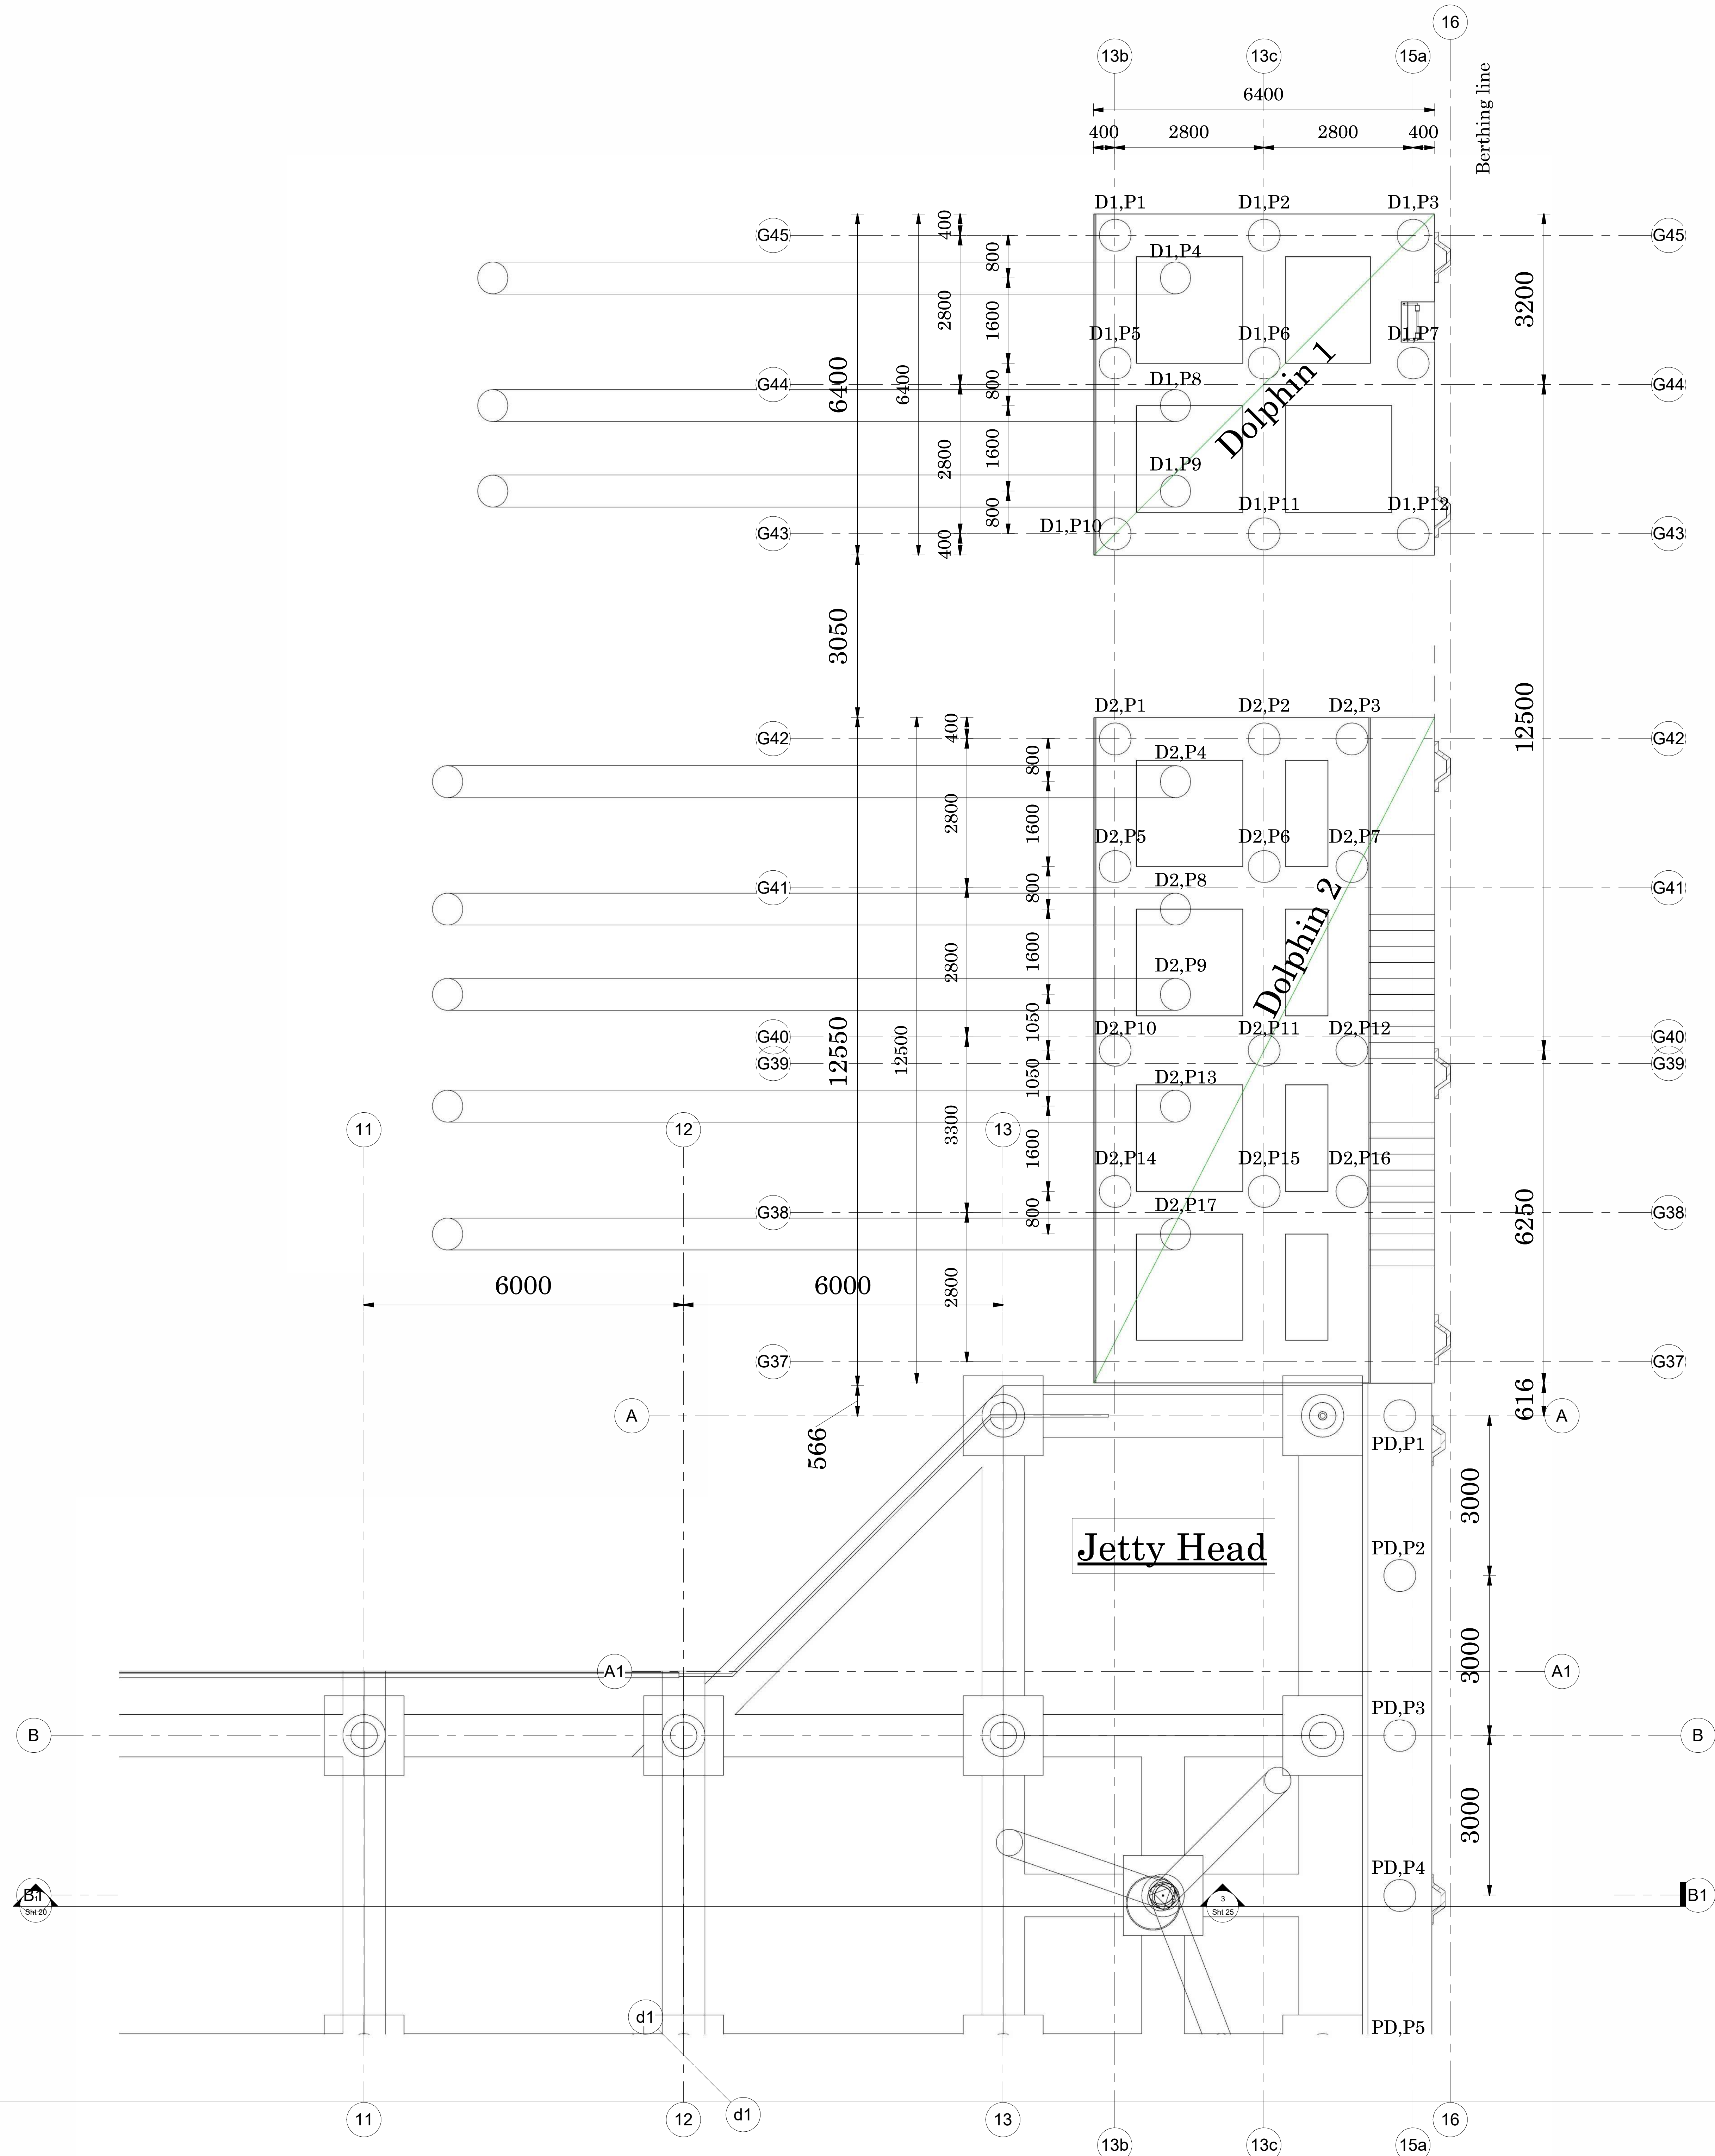 16
13b
13c
15a
Berthing line
6400
400
2800
2800
400
D1,P1
D1,P2
D1,P3
G45
400
G45
D1,P4
800
2800
1600
3200
D1,P5
D1,P6
D1,P7
6400
6400
G44
800
D1,P8
Dolphin 1
G44
2800
1600
D1,P9
800
D1,P10
D1,P11
D1,P12
G43
400
G43
3050
D2,P1
D2,P2
D2,P3
400
12500
G42
G42
800
D2,P4
2800
1600
D2,P5
D2,P6
D2,P7
G41
800
D2,P8
G41
Dolphin 2
2800
1600
D2,P9
1050
D2,P10
D2,P11
D2,P12
G40
G40
12550
12500
G39
1050
G39
D2,P13
11
12
13
3300
1600
D2,P14
D2,P15
D2,P16
G38
800
D2,P17
G38
6250
6000
6000
2800
G37
G37
616
A
A
566
PD,P1
3000
Jetty Head
PD,P2
3000
A1
A1
B
PD,P3
B
3000
PD,P4
B1
1
Sht 20
3
Sht 25
B1
d1
PD,P5
11
12
d1
13
16
13b
13c
15a